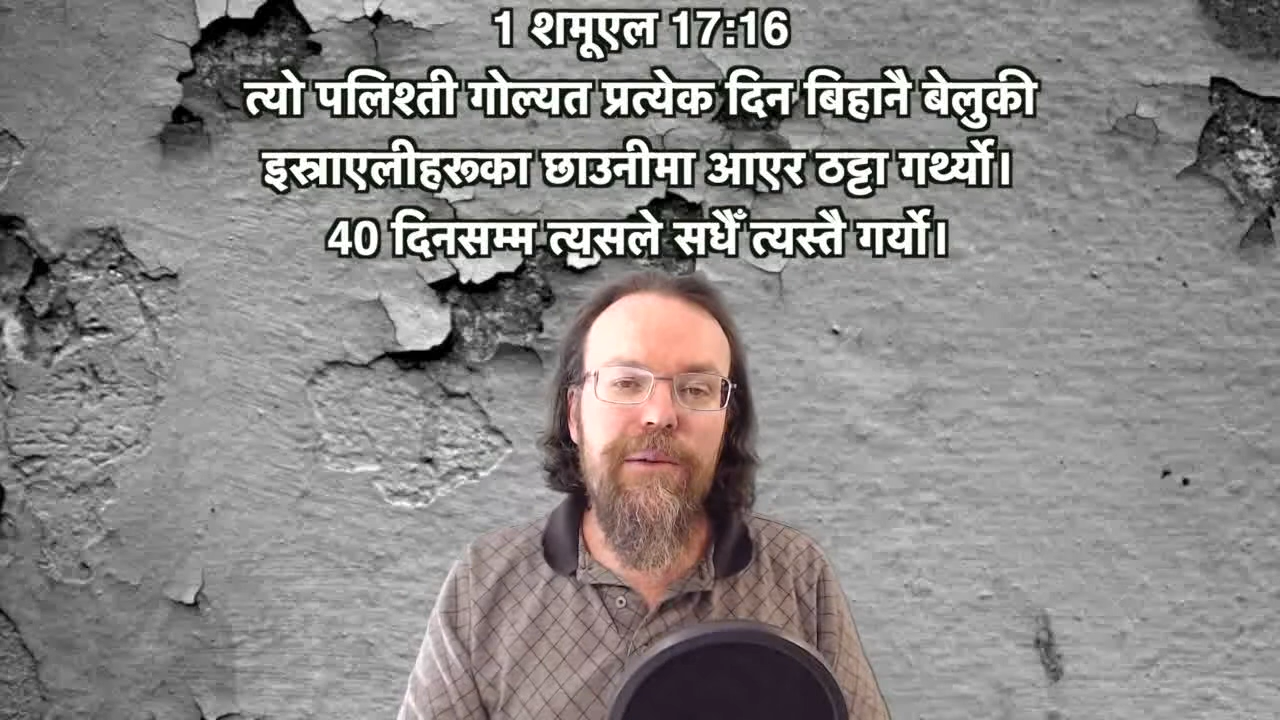 1 शमूएल 17:16
त्यो पलिश्ती गोल्यत प्रत्येक दिन बिहानै बेलुकी
इस्राएलीहरूका छाउनीमा आएर ठट्टा गर्थ्यो।
40 दिनसम्म त्यसले सधैँ त्यस्तै गर्यो।